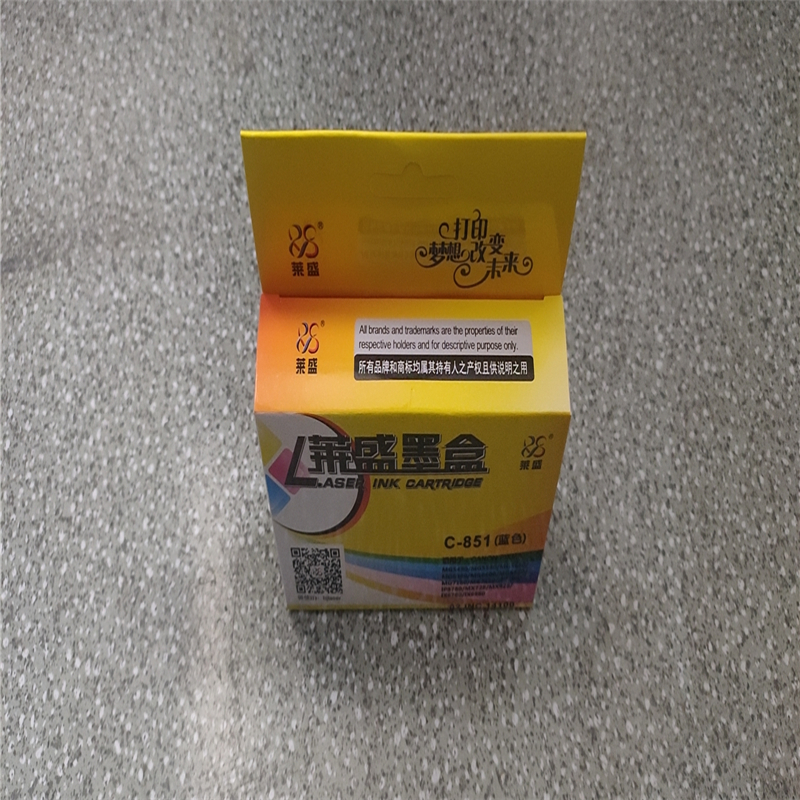 莱盛®
打印
梦想改变
未来
莱盛®
All brands and trademarks are the properties of their
respective holders and for descriptive purpose only.
所有品牌和商标均属其持有人之产权且供说明之用
莱盛墨盒
LASER INK CARTRIDGE
莱盛®
C-851(蓝色)